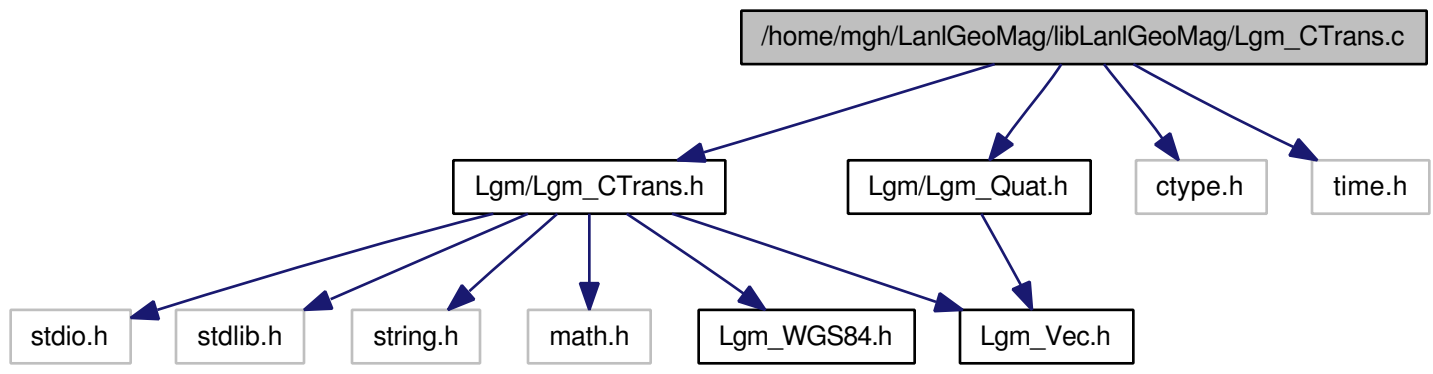 /home/mgh/LanlGeoMag/libLanlGeoMag/Lgm_CTrans.c
Lgm/Lgm_CTrans.h
Lgm/Lgm_Quat.h
ctype.h
time.h
stdio.h
stdlib.h
string.h
math.h
Lgm_WGS84.h
Lgm_Vec.h